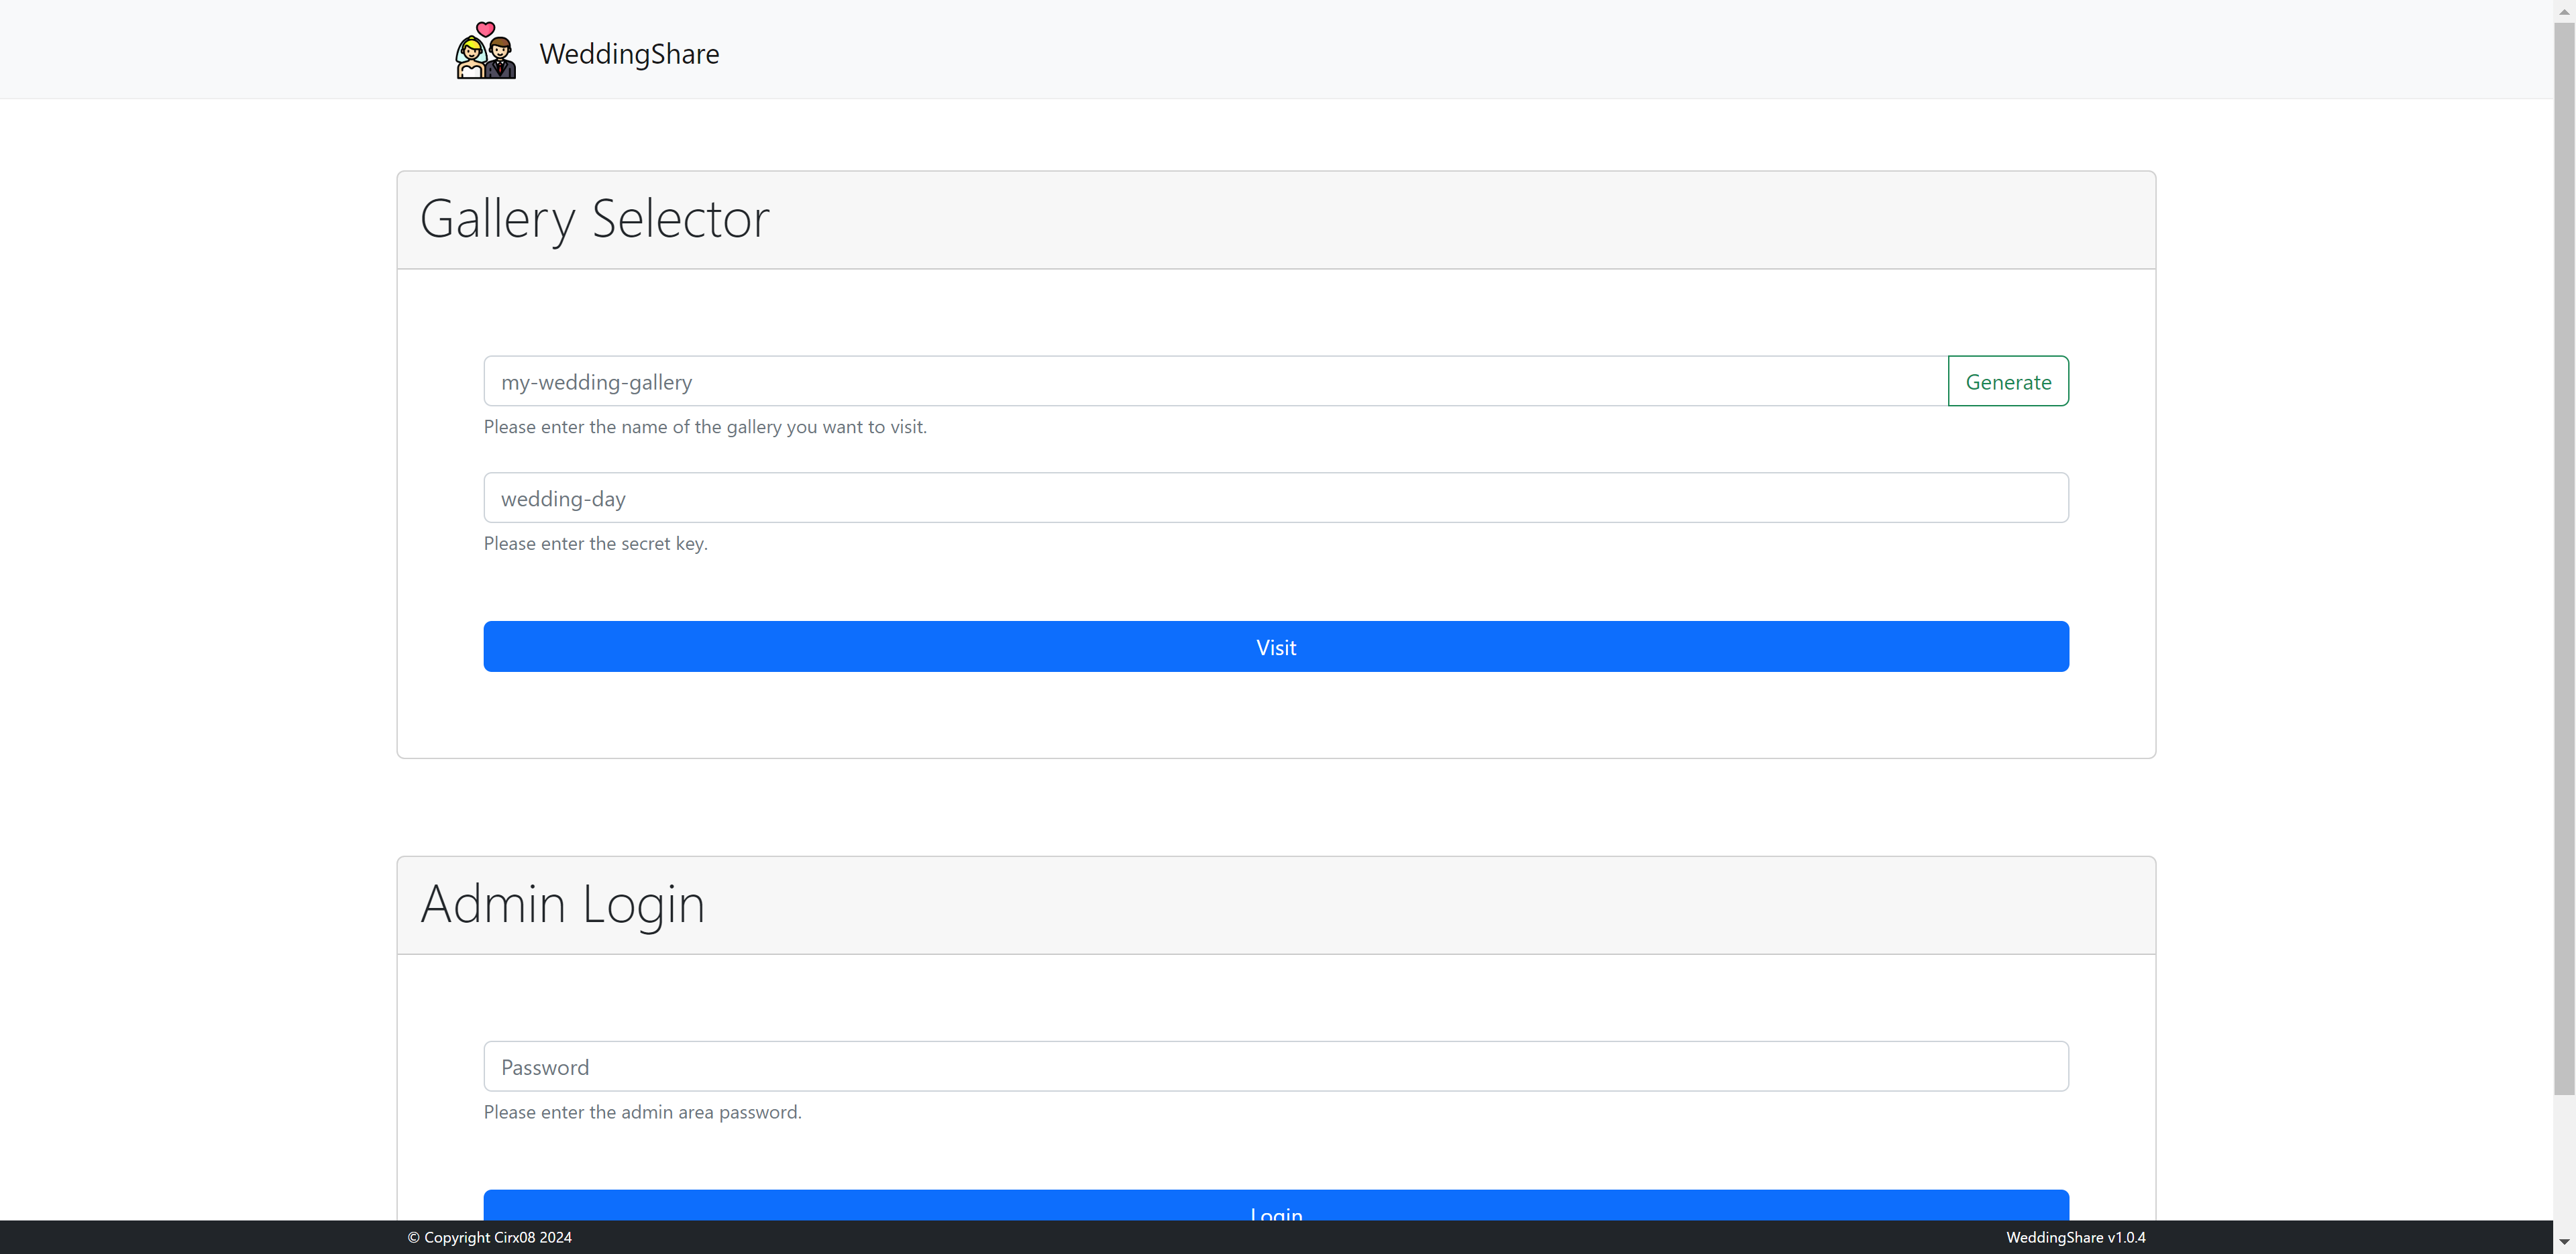 WeddingShare
Gallery Selector
my-wedding-gallery
Generate
Please enter the name of the gallery you want to visit.
wedding-day
Please enter the secret key.
Visit
Admin Login
Password
Please enter the admin area password.
Login
© Copyright Cirx08 2024
WeddingShare v1.0.4